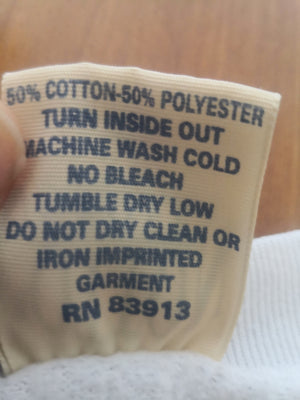 50% COTTON-50% POLYESTER
TURN INSIDE OUT
MACHINE WASH COLD
NO BLEACH
TUMBLE DRY LOW
DO NOT DRY CLEAN OR
IRON IMPRINTED
GARMENT
RN 83913